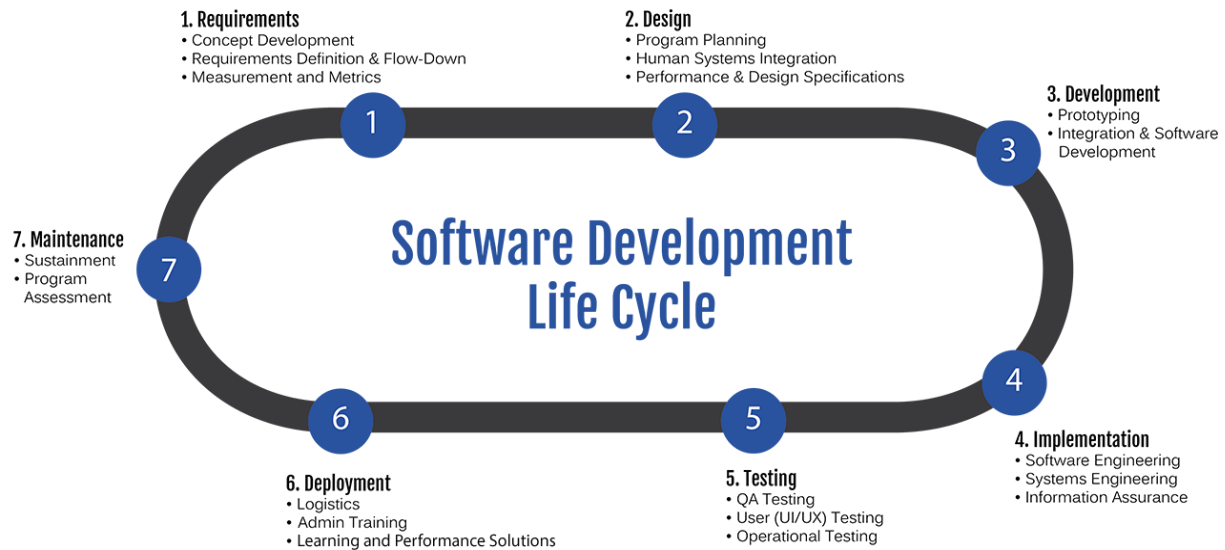 1. Requirements
• Concept Development
• Requirements Definition & Flow-Down
• Measurement and Metrics
2. Design
• Program Planning
• Human Systems Integration
• Performance & Design Specifications
3. Development
• Prototyping
• Integration & Software
Development
1
2
3
Software Development
Life Cycle
7. Maintenance
• Sustainment
• Program
Assessment
7
4
6
5
4. Implementation
• Software Engineering
• Systems Engineering
• Information Assurance
5. Testing
• QA Testing
• User (UI/UX) Testing
• Operational Testing
6. Deployment
• Logistics
• Admin Training
• Learning and Performance Solutions